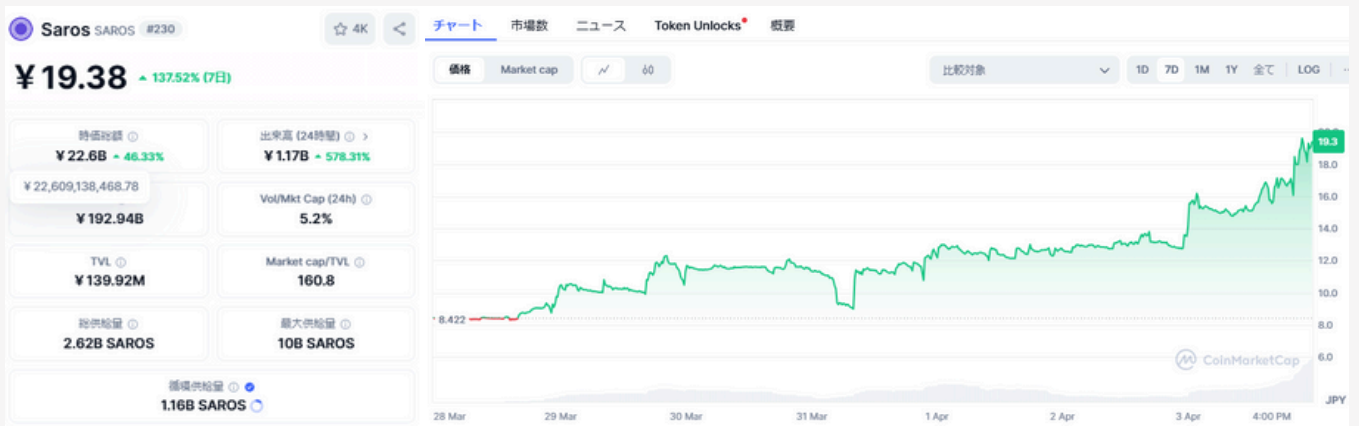 Saros SAROS #230
4K
¥19.38 137.52% (7日)
時価総額
¥22.6B 46.33%
¥22,609,138,468.78
出来高 (24時間)
¥1.17B 578.31%
¥192.94B
Vol/Mkt Cap (24h)
5.2%
TVL
¥139.92M
Market cap/TVL
160.8
総供給量
2.62B SAROS
最大供給量
10B SAROS
循環供給量
1.16B SAROS
チャート 市場数 ニュース Token Unlocks 概要
価格 Market cap
比較対象
1D 7D 1M 1Y 全て LOG
19.3
18.0
16.0
14.0
12.0
10.0
8.0
6.0
8.422
CoinMarketCap
JPY
28 Mar 29 Mar 30 Mar 31 Mar 1 Apr 2 Apr 3 Apr 4:00 PM